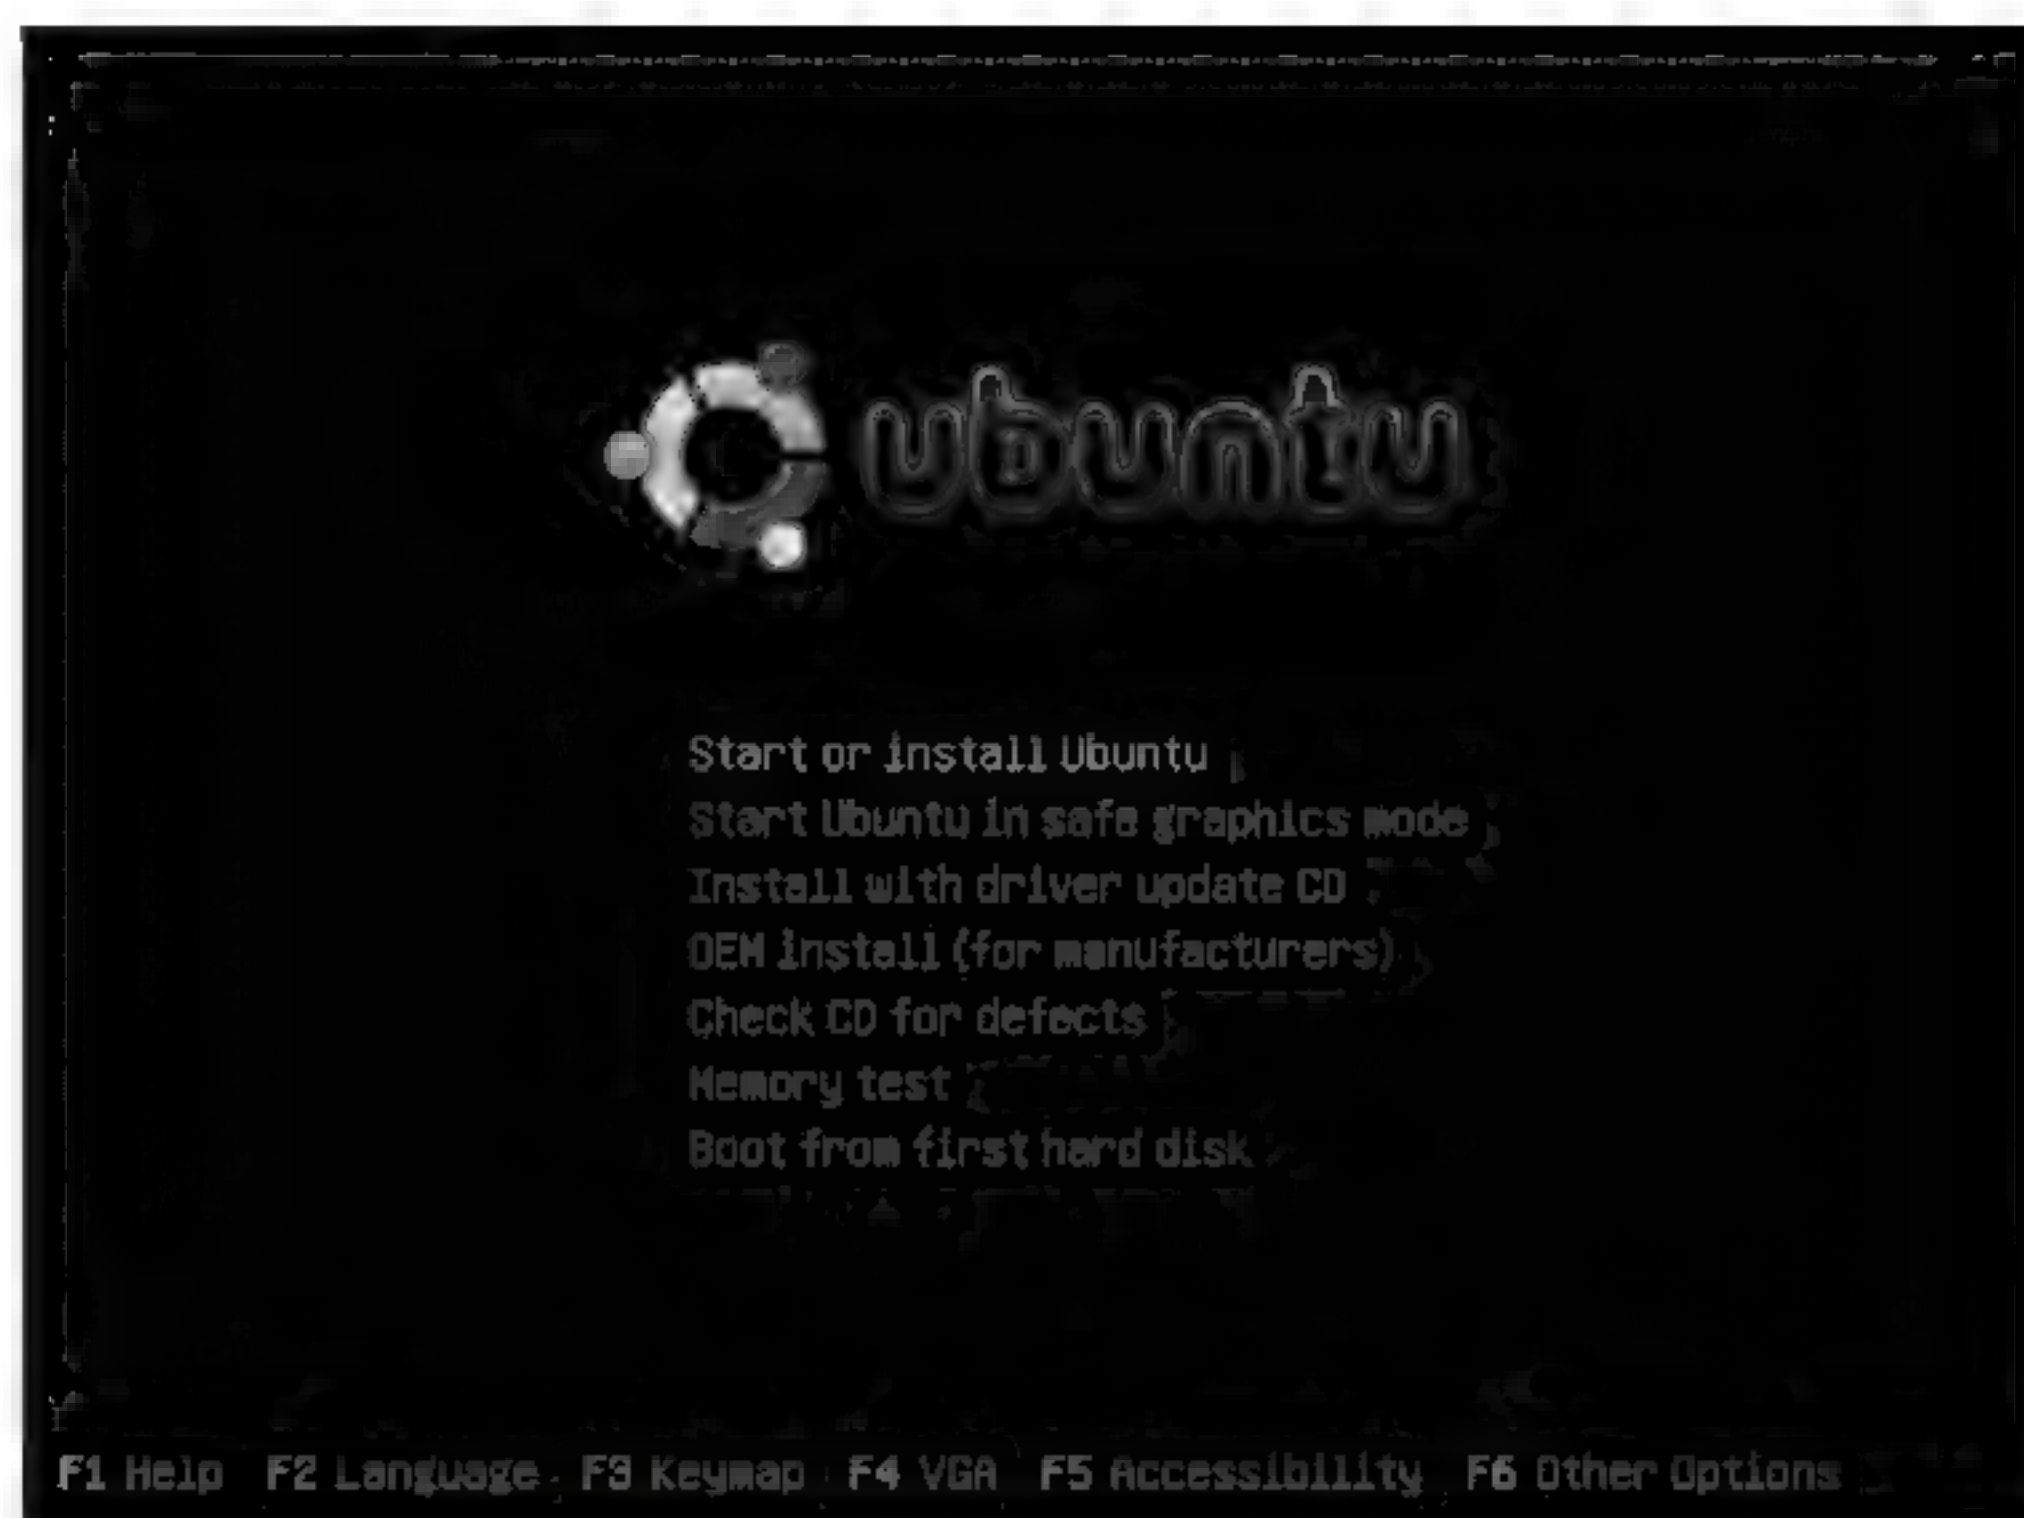 ubuntu
Start or install Ubuntu
Start Ubuntu in safe graphics mode
Install with driver update CD
OEM install (for manufacturers)
Check CD for defects
Memory test
Boot from first hard disk
F1 Help F2 Language F3 Keymap F4 VGA F5 Accessibility F6 Other Options